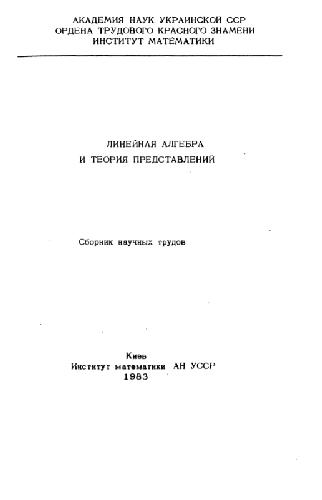 АКАДЕМИЯ НАУК УКРАИНСКОЙ ССР
ОРДЕНА ТРУДОВОГО КРАСНОГО ЗНАМЕНИ
ИНСТИТУТ МАТЕМАТИКИ
ЛИНЕЙНАЯ АЛГЕБРА
И ТЕОРИЯ ПРЕДСТАВЛЕНИЙ
Сборник научных трудов
Киев
Институт математики АН УССР
1983